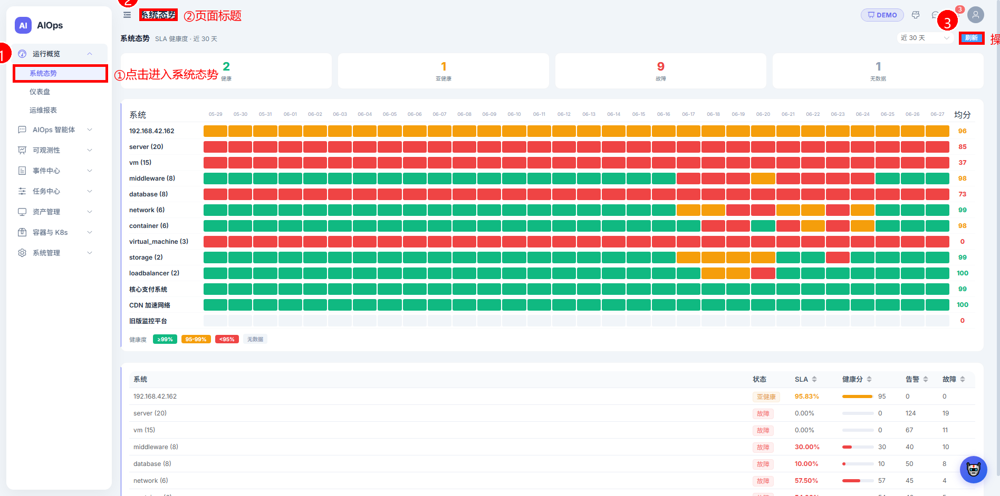 AI AIOps
运行概览
系统态势
仪表盘
运维报表
AIOps 智能体
可观测性
事件中心
任务中心
资产管理
容器与 K8s
系统管理
1
①点击进入系统态势
2
系统态势 ②页面标题
DEMO
3
3
系统态势 SLA 健康度 · 近 30 天
近 30 天
刷新
操
2
健康
1
亚健康
9
故障
1
无数据
系统 05-29 05-30 05-31 06-01 06-02 06-03 06-04 06-05 06-06 06-07 06-08 06-09 06-10 06-11 06-12 06-13 06-14 06-15 06-16 06-17 06-18 06-19 06-20 06-21 06-22 06-23 06-24 06-25 06-26 06-27 均分
192.168.42.162 96
server (20) 85
vm (15) 37
middleware (8) 98
database (8) 73
network (6) 99
container (6) 98
virtual_machine (3) 0
storage (2) 99
loadbalancer (2) 100
核心支付系统 99
CDN 加速网络 100
旧版监控平台 0
健康度 ≥99% 95-99% <95% 无数据
系统 状态 SLA 健康分 告警 故障
192.168.42.162 亚健康 95.83% 95 0 0
server (20) 故障 0.00% 0 124 19
vm (15) 故障 0.00% 0 67 11
middleware (8) 故障 30.00% 30 40 10
database (8) 故障 10.00% 10 50 8
network (6) 故障 57.50% 57 45 4